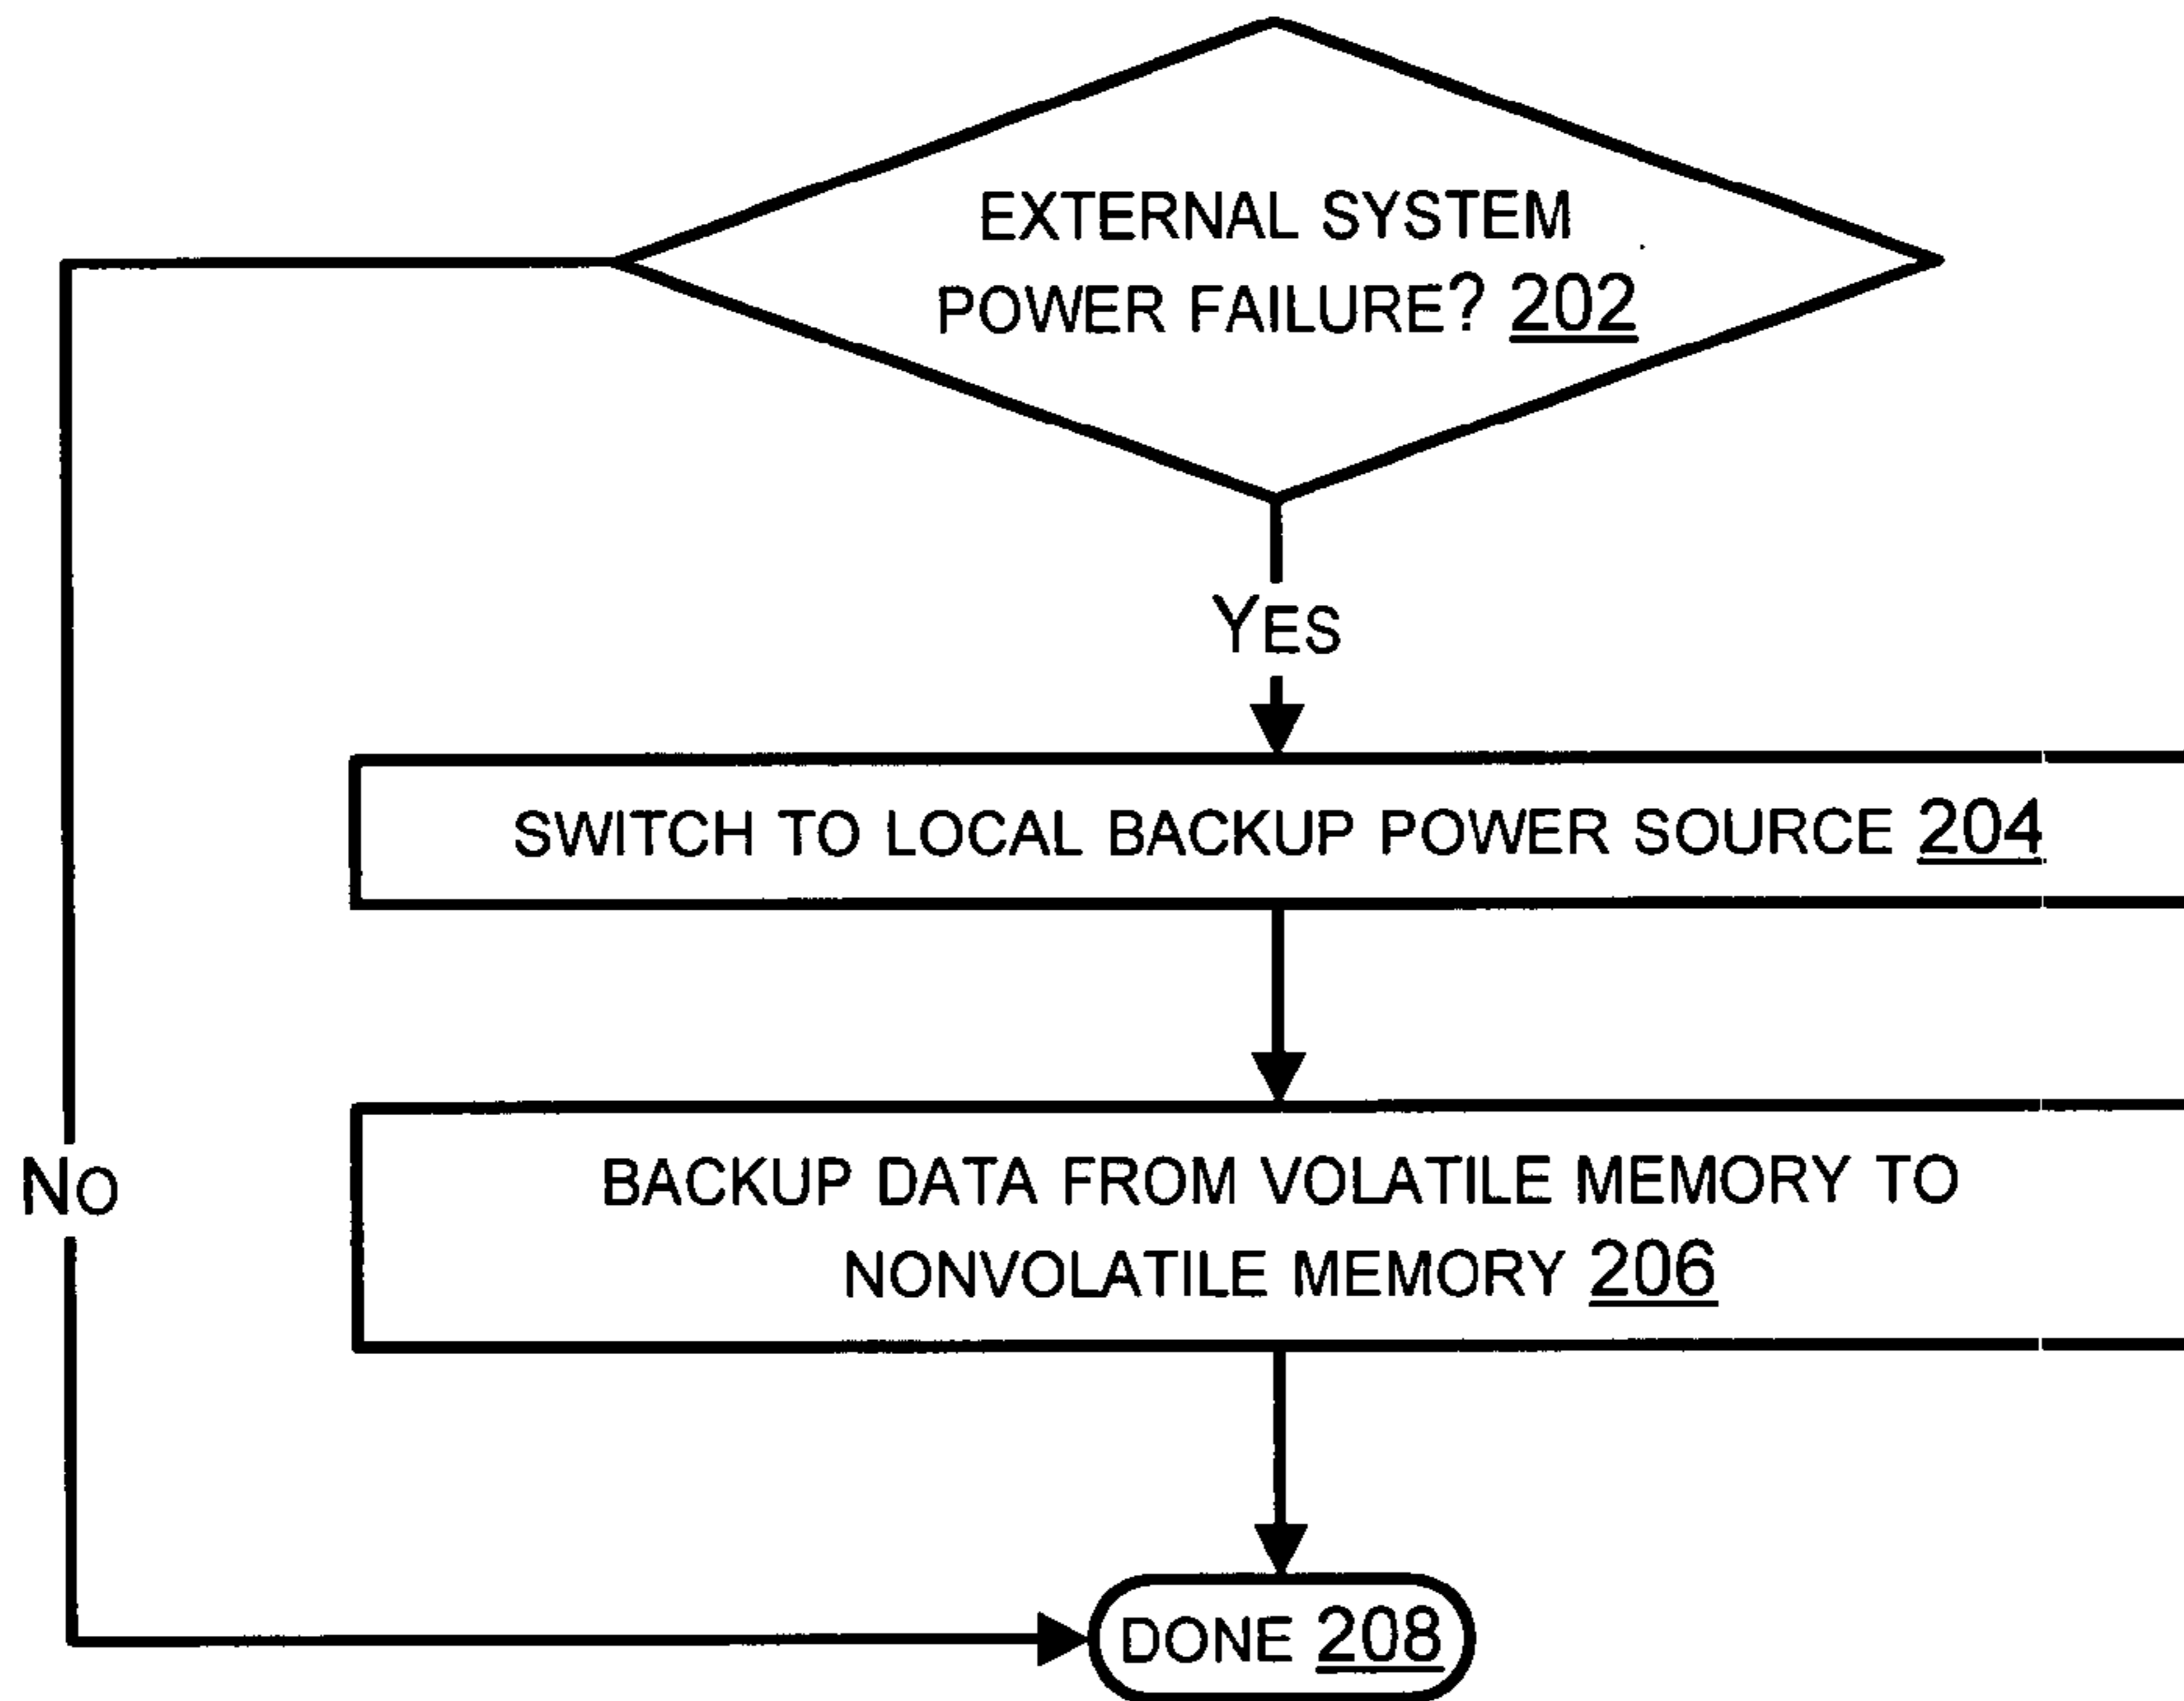 EXTERNAL SYSTEM
POWER FAILURE? 202
YES
SWITCH TO LOCAL BACKUP POWER SOURCE 204
BACKUP DATA FROM VOLATILE MEMORY TO
NONVOLATILE MEMORY 206
NO
DONE 208